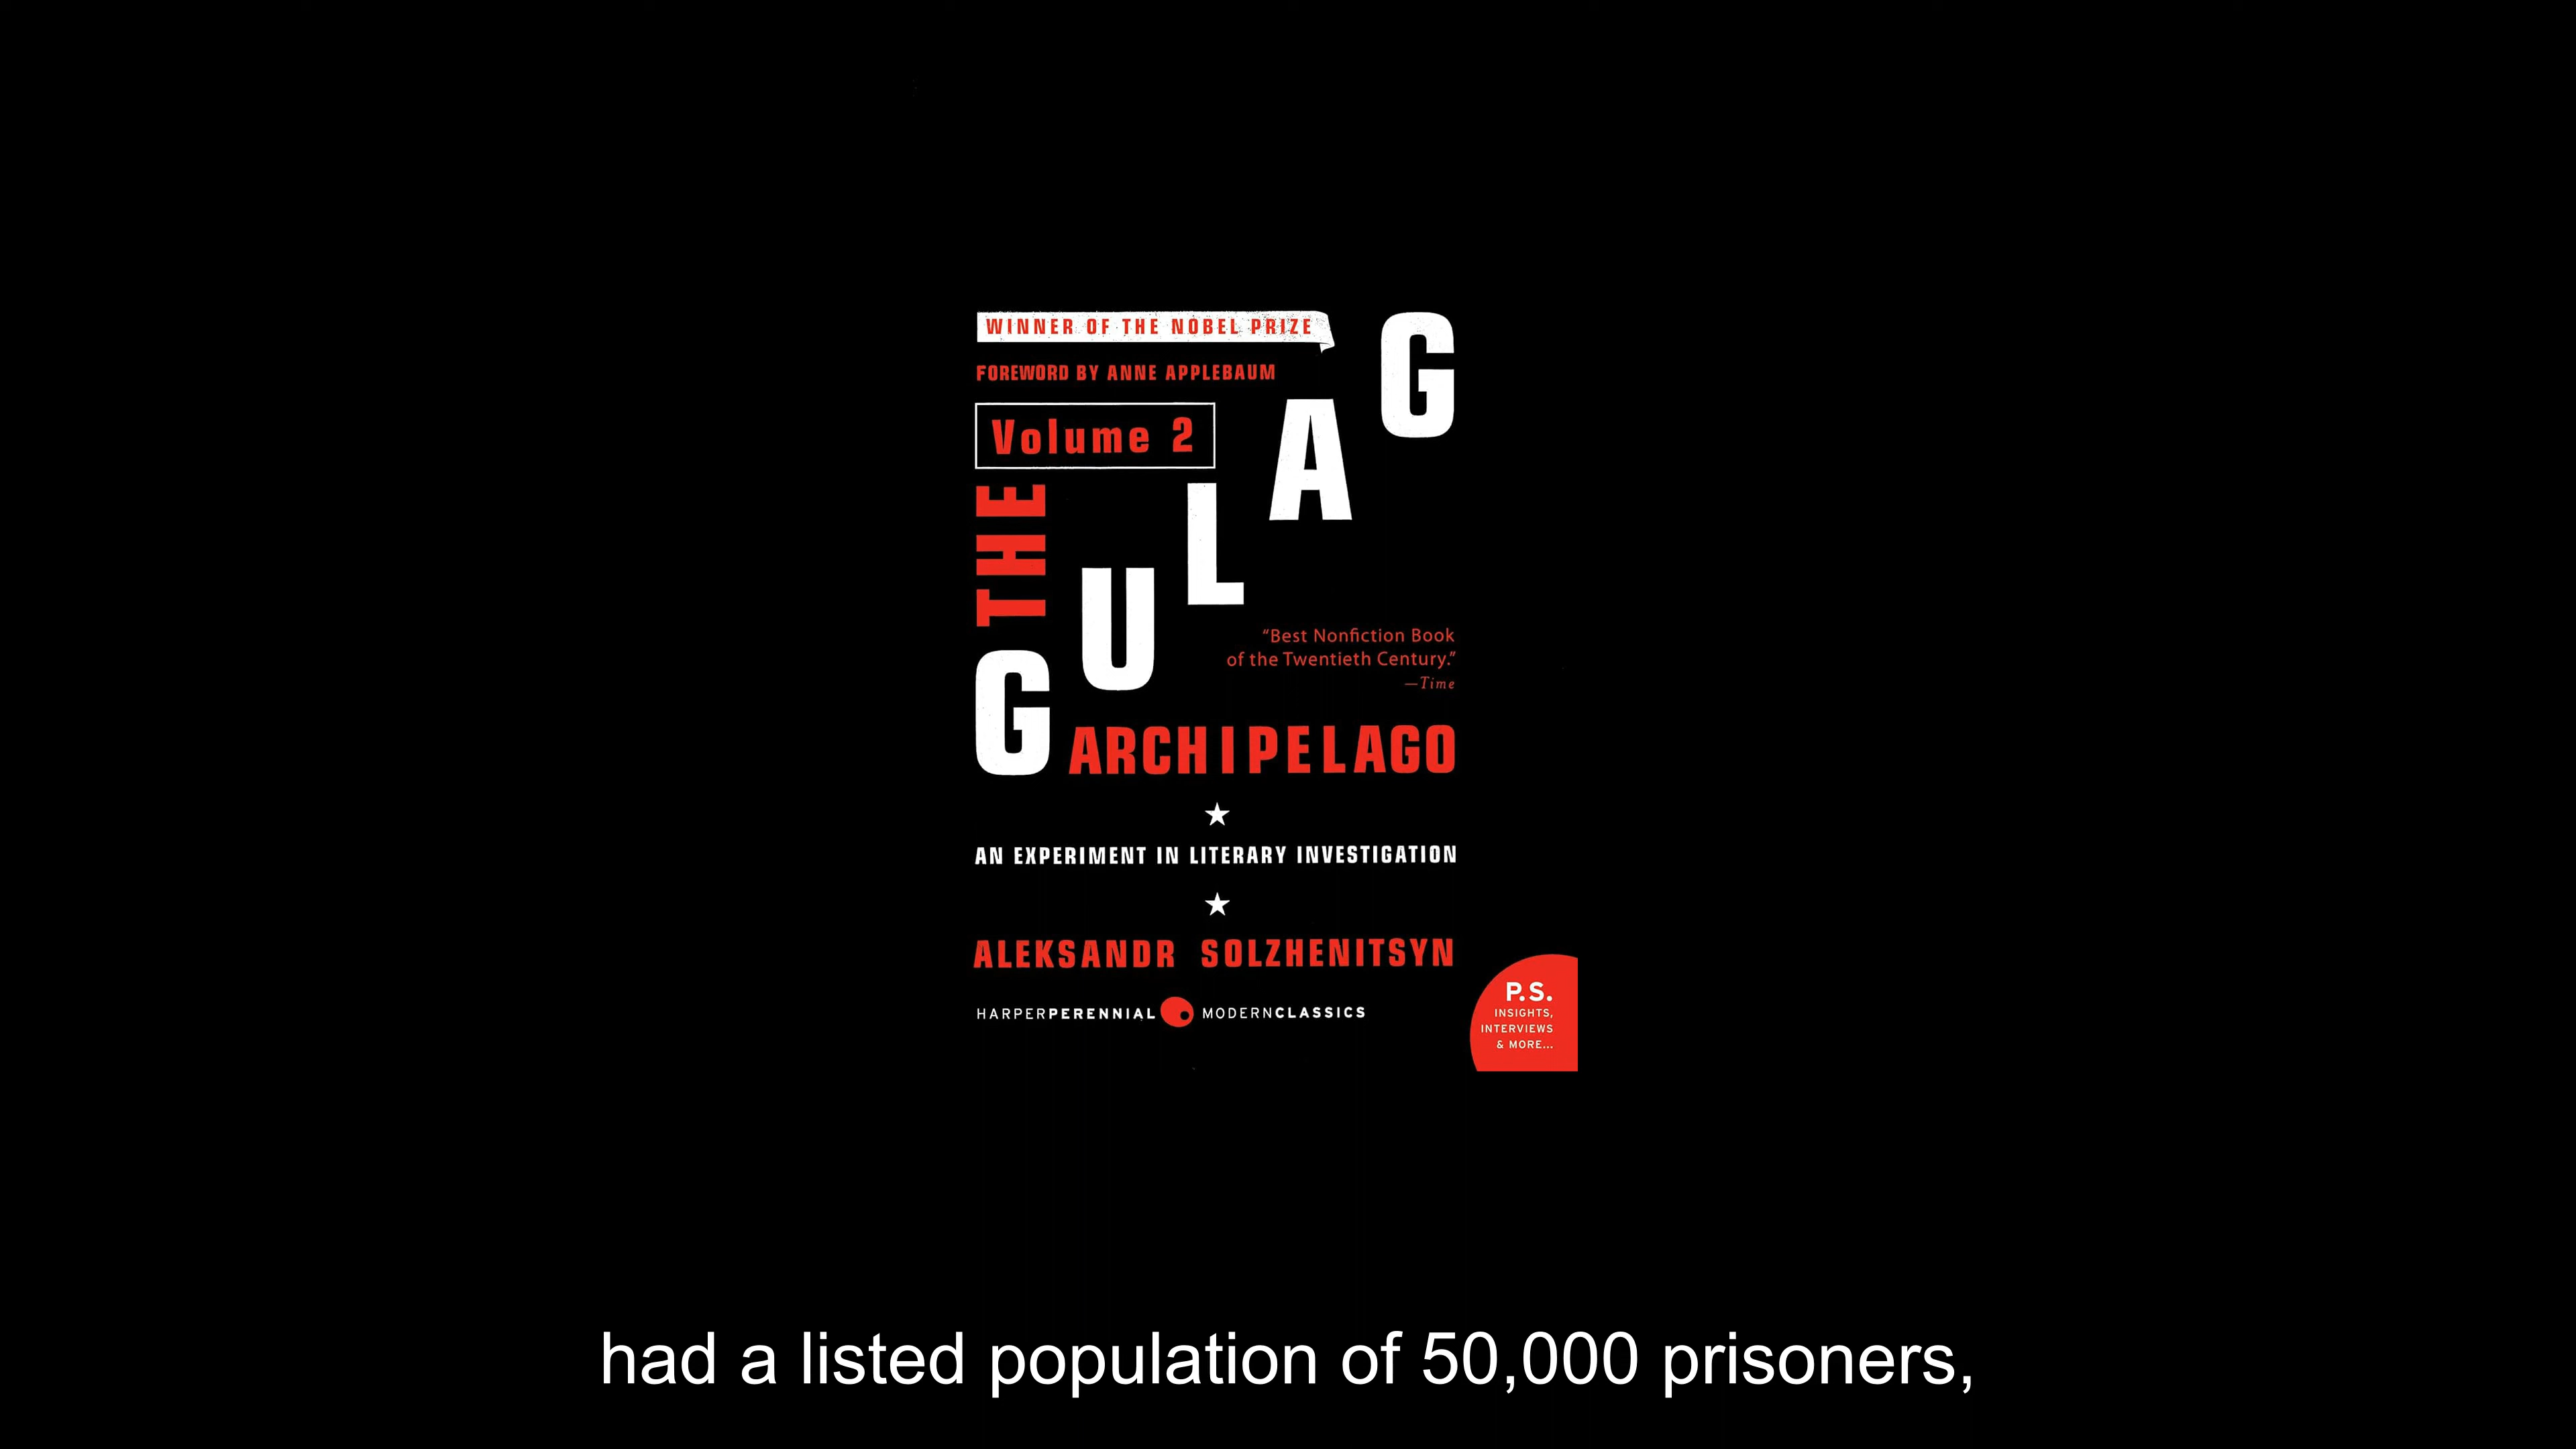 WINNER OF THE NOBEL PRIZE
FOREWORD BY ANNE APPLEBAUM
Volume 2
THE
GULAG
ARCHIPELAGO
“Best Nonfiction Book
of the Twentieth Century.”
—Time
AN EXPERIMENT IN LITERARY INVESTIGATION
ALEKSANDR SOLZHENITSYN
HARPERPERENNIAL MODERNCLASSICS
P.S.
INSIGHTS,
INTERVIEWS
& MORE...
had a listed population of 50,000 prisoners,